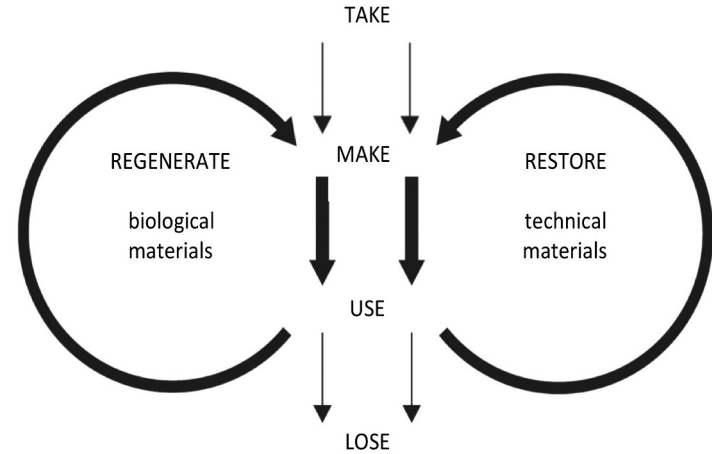 TAKE
MAKE
REGENERATE
biological
materials
RESTORE
technical
materials
USE
LOSE